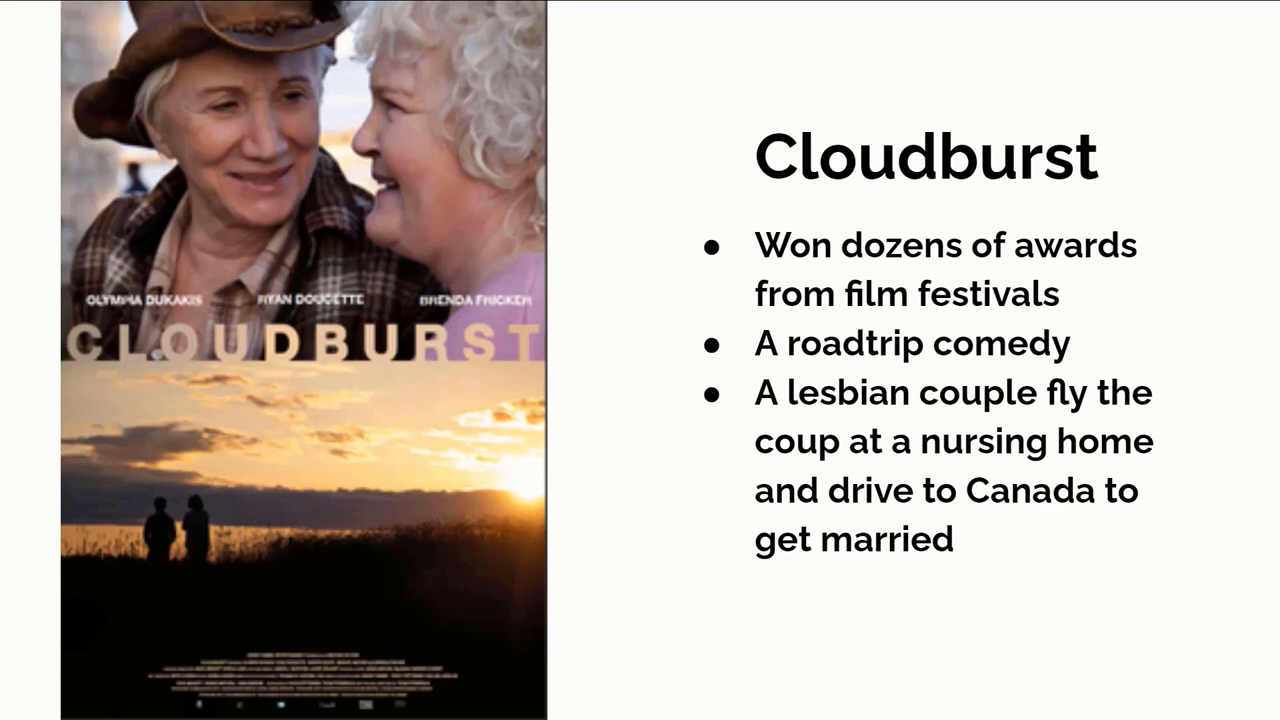 OLYMPIA DUKAKIS RYAN DOUCETTE BRENDA FRICKER
CLOUDBURST
Cloudburst
● Won dozens of awards
from film festivals
● A roadtrip comedy
● A lesbian couple fly the
coup at a nursing home
and drive to Canada to
get married